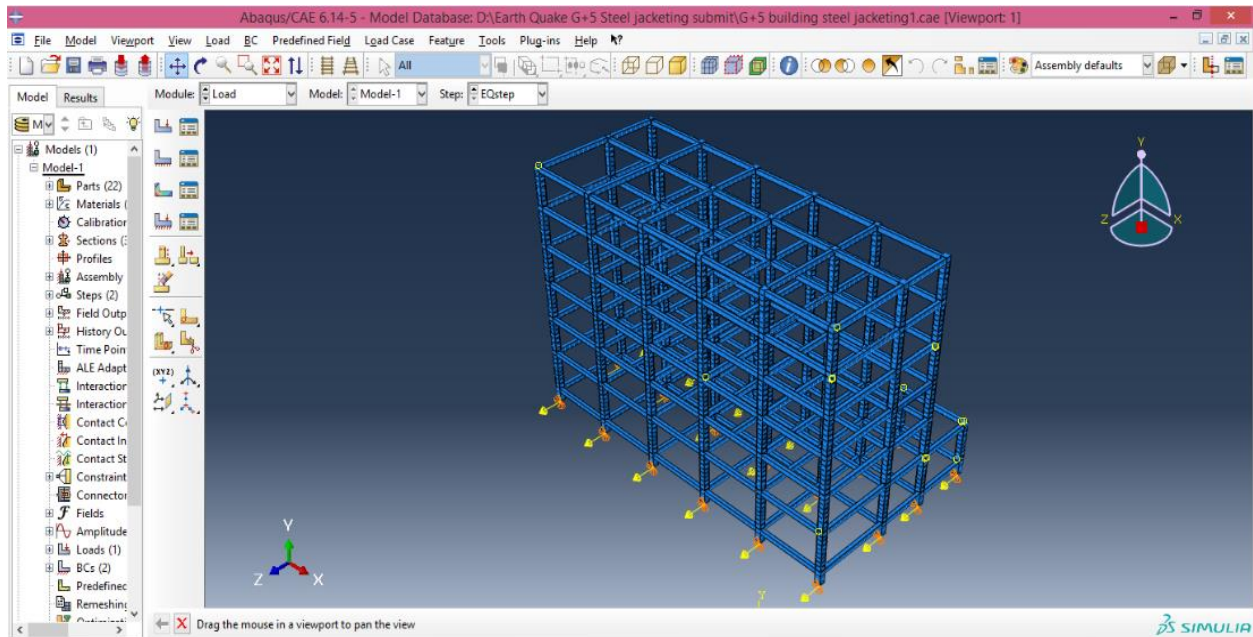 Abaqus/CAE 6.14-5 - Model Database: D:\Earth Quake G+5 Steel jacketing submit\G+5 building steel jacketing1.cae [Viewport: 1]
File Model Viewport View Load BC Predefined Field Load Case Feature Tools Plug-ins Help
All
Assembly defaults
Model Results
Module: Load Model: Model-1 Step: EQstep
Models (1)
Model-1
Parts (22)
Materials (
Calibration
Sections (3
Profiles
Assembly
Steps (2)
Field Outp
History Ou
Time Poin
ALE Adapt
Interaction
Interaction
Contact Co
Contact In
Contact St
Constraint
Connector
Fields
Amplitude
Loads (1)
BCs (2)
Predefined
Remeshing
(XYZ)
Y
Z X
Y
Z X
Y
Drag the mouse in a viewport to pan the view
SIMULIA